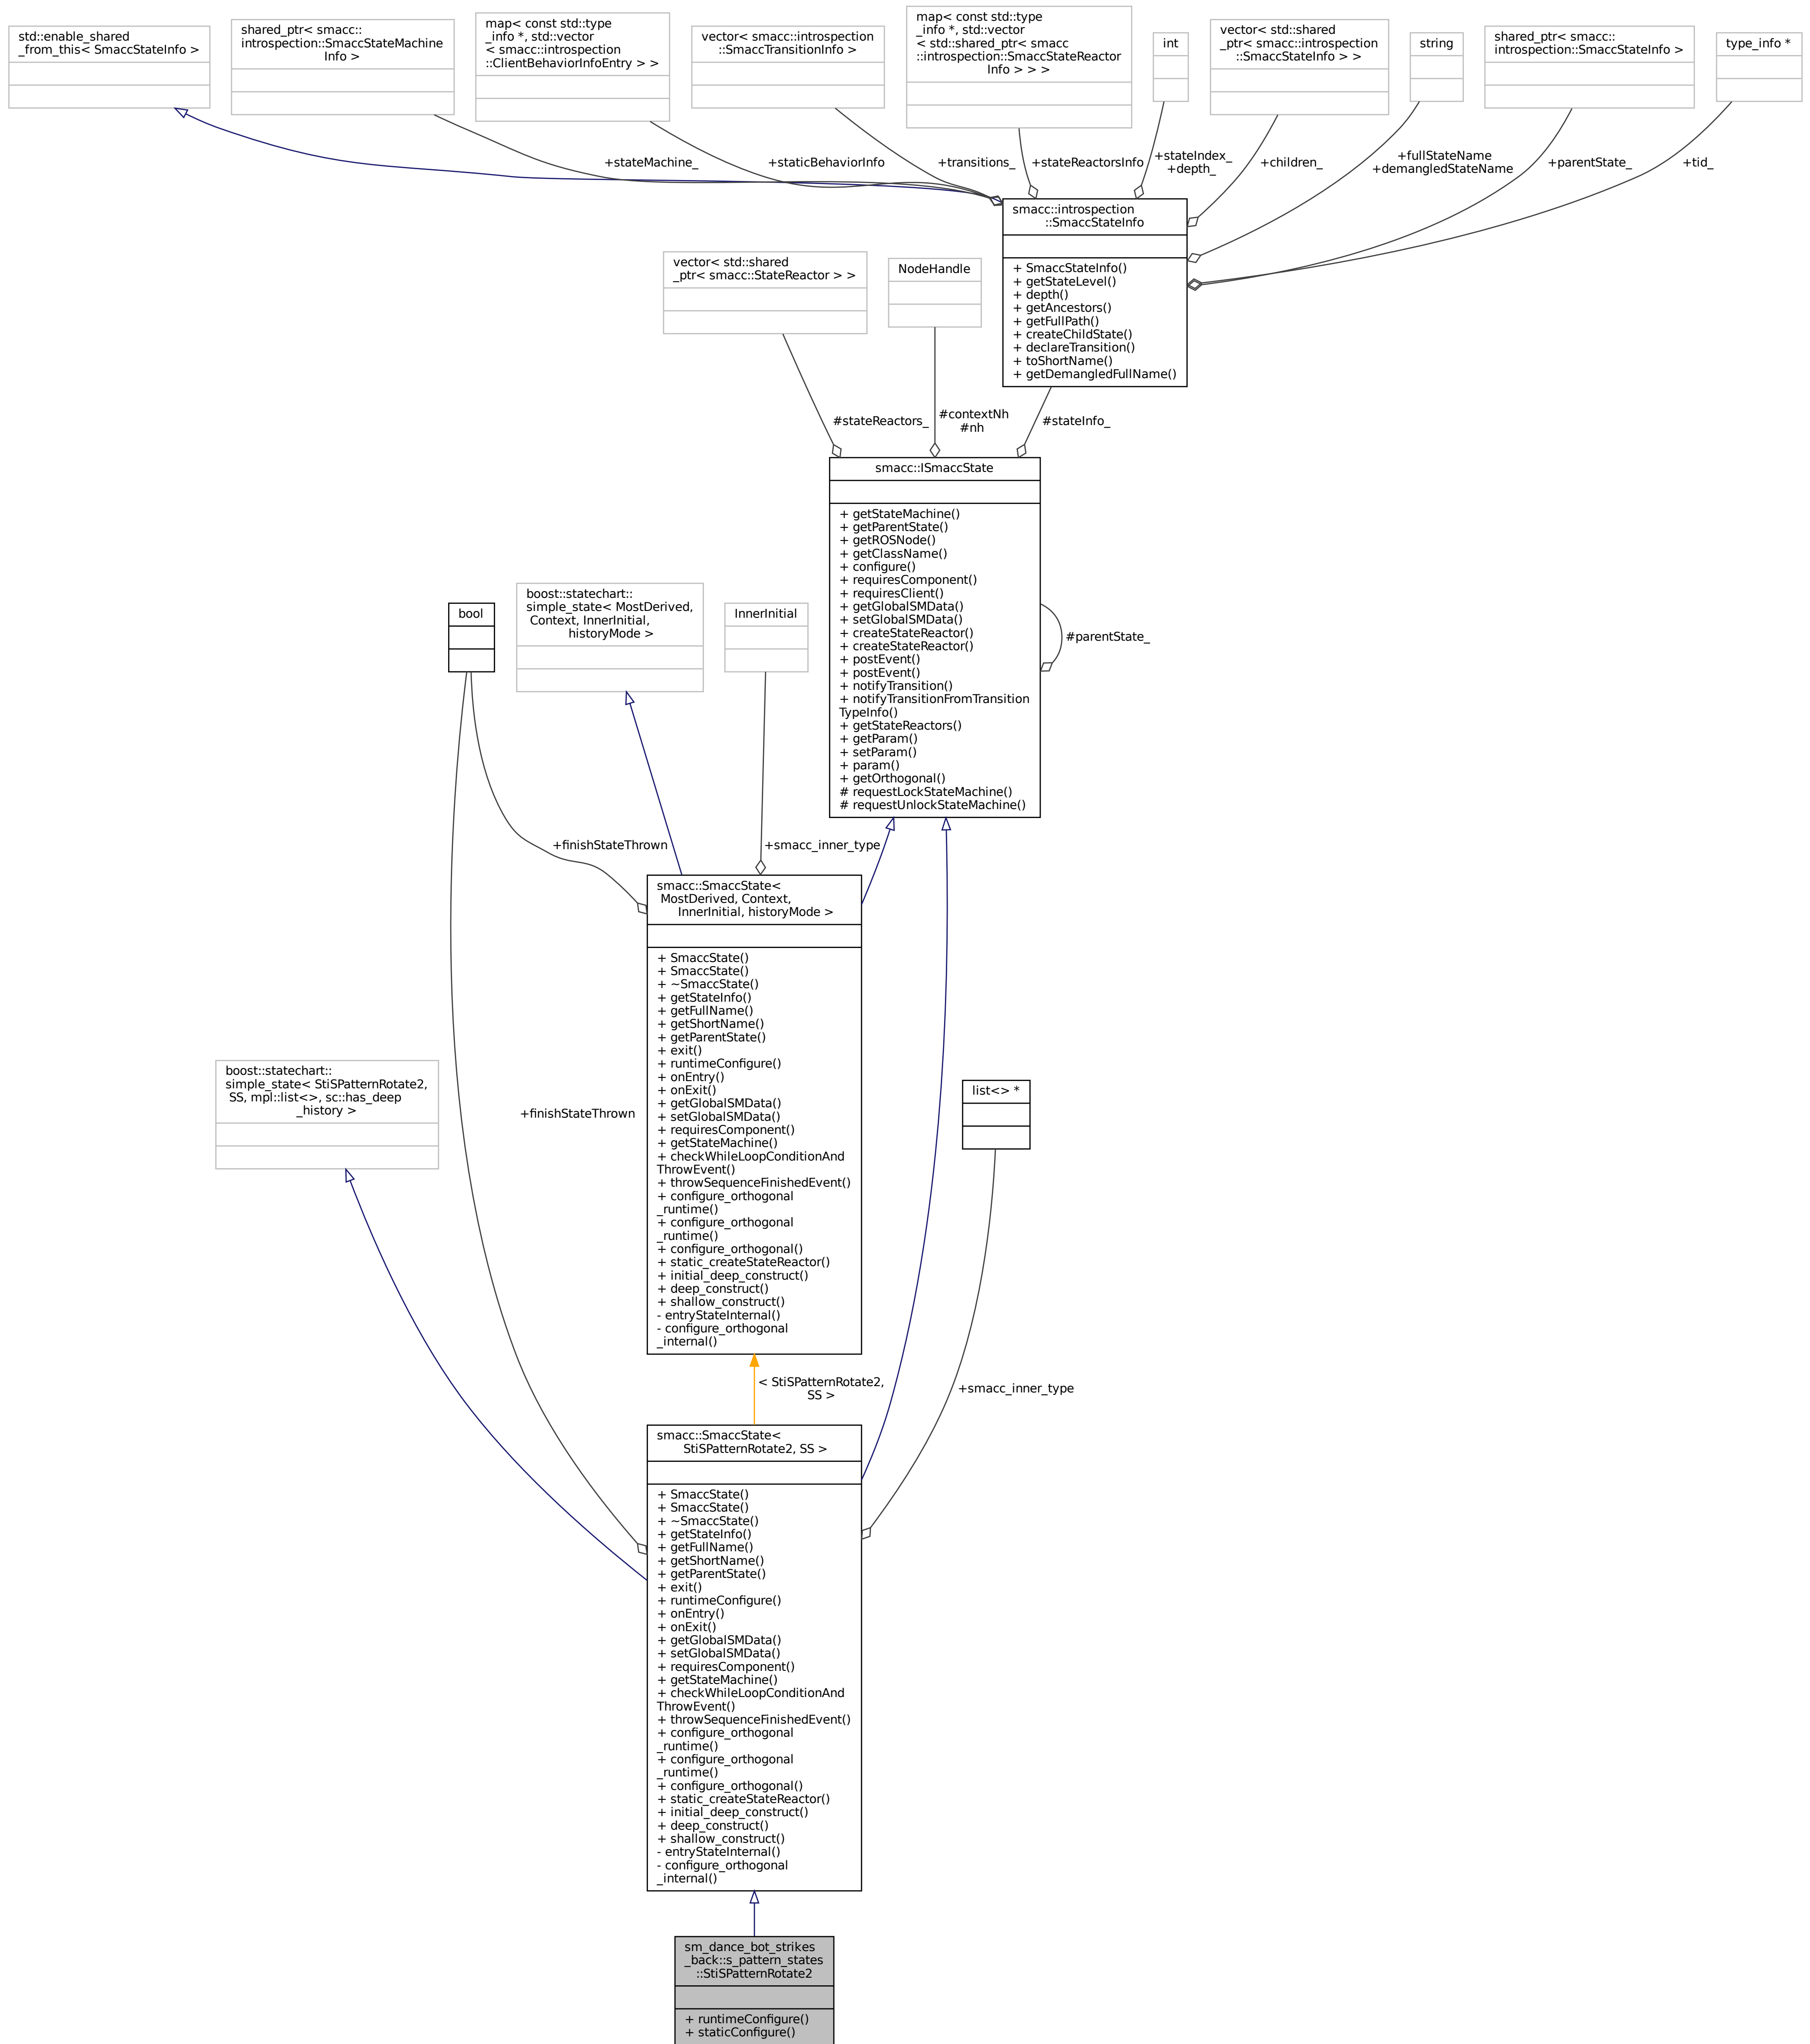 std::enable_shared
_from_this< SmaccStateInfo >
shared_ptr< smacc::
introspection::SmaccStateMachine
Info >
map< const std::type
_info *, std::vector
< smacc::introspection
::ClientBehaviorInfoEntry > >
vector< smacc::introspection
::SmaccTransitionInfo >
map< const std::type
_info *, std::vector
< std::shared_ptr< smacc
::introspection::SmaccStateReactor
Info > > >
int
vector< std::shared
_ptr< smacc::introspection
::SmaccStateInfo > >
string
shared_ptr< smacc::
introspection::SmaccStateInfo >
type_info *
+stateMachine_
+staticBehaviorInfo
+transitions_
+stateReactorsInfo
+stateIndex_
+depth_
+children_
+fullStateName
+demangledStateName
+parentState_
+tid_
smacc::introspection
::SmaccStateInfo
+ SmaccStateInfo()
+ getStateLevel()
+ depth()
+ getAncestors()
+ getFullPath()
+ createChildState()
+ declareTransition()
+ toShortName()
+ getDemangledFullName()
vector< std::shared
_ptr< smacc::StateReactor > >
NodeHandle
#stateReactors_
#contextNh
#nh
#stateInfo_
smacc::ISmaccState
+ getStateMachine()
+ getParentState()
+ getROSNode()
+ getClassName()
+ configure()
+ requiresComponent()
+ requiresClient()
+ getGlobalSMData()
+ setGlobalSMData()
+ createStateReactor()
+ createStateReactor()
+ postEvent()
+ postEvent()
+ notifyTransition()
+ notifyTransitionFromTransition
TypeInfo()
+ getStateReactors()
+ getParam()
+ setParam()
+ param()
+ getOrthogonal()
# requestLockStateMachine()
# requestUnlockStateMachine()
#parentState_
bool
boost::statechart::
simple_state< MostDerived,
Context, InnerInitial,
historyMode >
InnerInitial
+finishStateThrown
+smacc_inner_type
smacc::SmaccState<
MostDerived, Context,
InnerInitial, historyMode >
+ SmaccState()
+ SmaccState()
+ ~SmaccState()
+ getStateInfo()
+ getFullName()
+ getShortName()
+ getParentState()
+ exit()
+ runtimeConfigure()
+ onEntry()
+ onExit()
+ getGlobalSMData()
+ setGlobalSMData()
+ requiresComponent()
+ getStateMachine()
+ checkWhileLoopConditionAnd
ThrowEvent()
+ throwSequenceFinishedEvent()
+ configure_orthogonal
_runtime()
+ configure_orthogonal
_runtime()
+ configure_orthogonal()
+ static_createStateReactor()
+ initial_deep_construct()
+ deep_construct()
+ shallow_construct()
- entryStateInternal()
- configure_orthogonal
_internal()
boost::statechart::
simple_state< StiSPatternRotate2,
SS, mpl::list<>, sc::has_deep
_history >
+finishStateThrown
list<> *
< StiSPatternRotate2,
SS >
+smacc_inner_type
smacc::SmaccState<
StiSPatternRotate2, SS >
+ SmaccState()
+ SmaccState()
+ ~SmaccState()
+ getStateInfo()
+ getFullName()
+ getShortName()
+ getParentState()
+ exit()
+ runtimeConfigure()
+ onEntry()
+ onExit()
+ getGlobalSMData()
+ setGlobalSMData()
+ requiresComponent()
+ getStateMachine()
+ checkWhileLoopConditionAnd
ThrowEvent()
+ throwSequenceFinishedEvent()
+ configure_orthogonal
_runtime()
+ configure_orthogonal
_runtime()
+ configure_orthogonal()
+ static_createStateReactor()
+ initial_deep_construct()
+ deep_construct()
+ shallow_construct()
- entryStateInternal()
- configure_orthogonal
_internal()
sm_dance_bot_strikes
_back::s_pattern_states
::StiSPatternRotate2
+ runtimeConfigure()
+ staticConfigure()